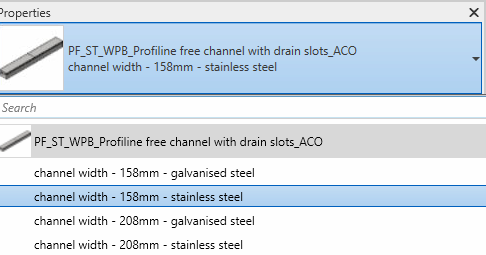 Properties
PF_ST_WPB_Profiline free channel with drain slots_ACO
channel width - 158mm - stainless steel
Search
PF_ST_WPB_Profiline free channel with drain slots_ACO
channel width - 158mm - galvanised steel
channel width - 158mm - stainless steel
channel width - 208mm - galvanised steel
channel width - 208mm - stainless steel